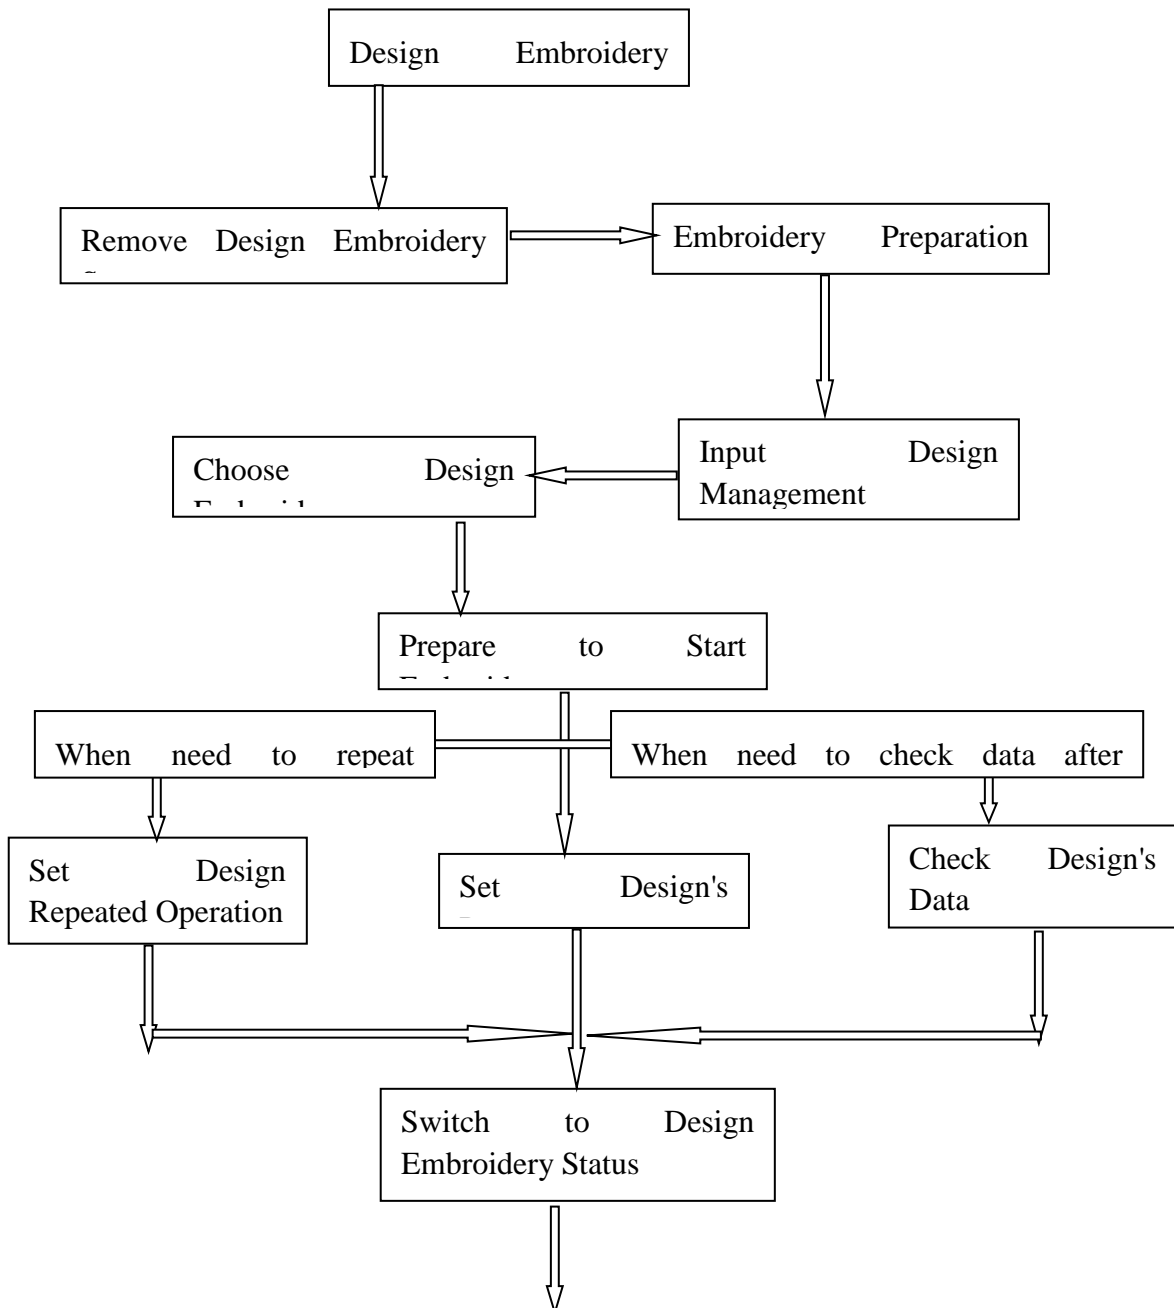 Design Embroidery
Remove Design Embroidery
Embroidery Preparation
Input Design
Management
Choose Design
Prepare to Start
When need to repeat
When need to check data after
Set Design
Repeated Operation
Set Design's
Check Design's
Data
Switch to Design
Embroidery Status